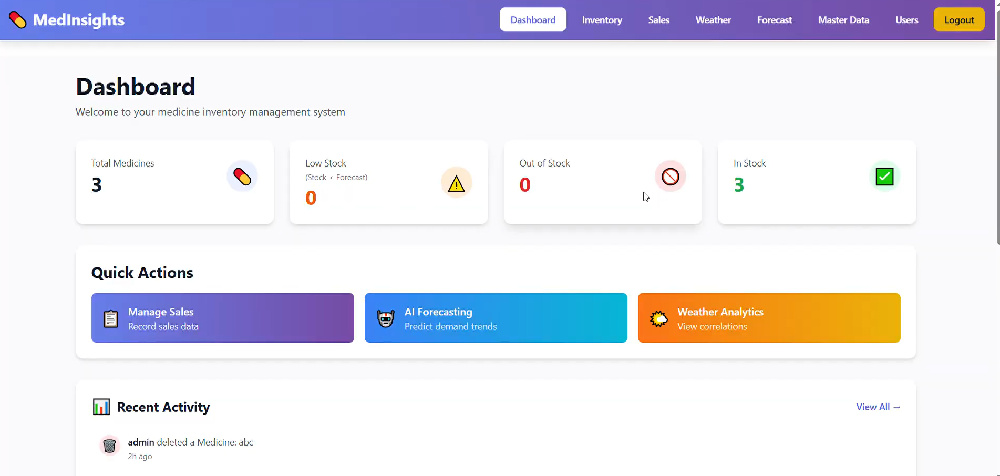 MedInsights
Dashboard
Inventory
Sales
Weather
Forecast
Master Data
Users
Logout
Dashboard
Welcome to your medicine inventory management system
Total Medicines
3
Low Stock
(Stock < Forecast)
0
Out of Stock
0
In Stock
3
Quick Actions
Manage Sales
Record sales data
AI Forecasting
Predict demand trends
Weather Analytics
View correlations
Recent Activity
View All →
admin deleted a Medicine: abc
2h ago